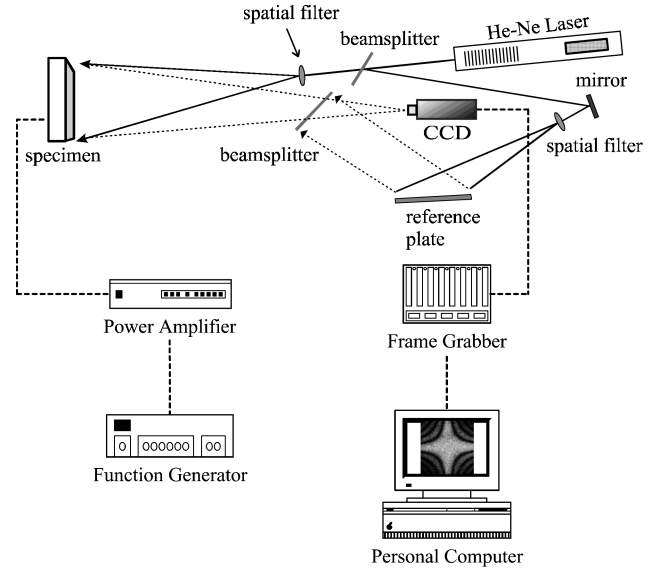 spatial
filter
beamsplitter
He-Ne Laser
mirror
CCD
specimen
beamsplitter
spatial filter
reference
plate
Power Amplifier
Frame Grabber
Function Generator
Personal Computer